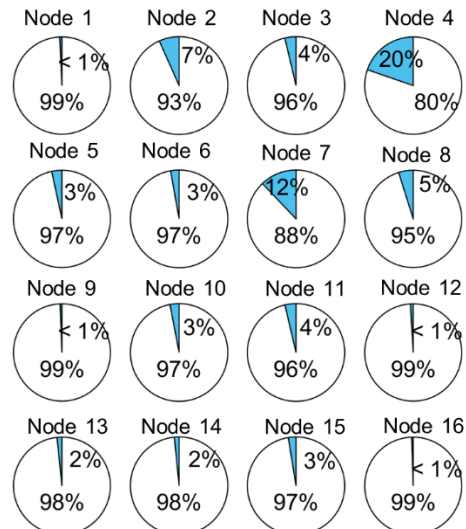 Node 1 Node 2 Node 3 Node 4
< 1% 7% 4% 20%
99% 93% 96% 80%
Node 5 Node 6 Node 7 Node 8
3% 3% 12% 5%
97% 97% 88% 95%
Node 9 Node 10 Node 11 Node 12
< 1% 3% 4% < 1%
99% 97% 96% 99%
Node 13 Node 14 Node 15 Node 16
2% 2% 3% < 1%
98% 98% 97% 99%